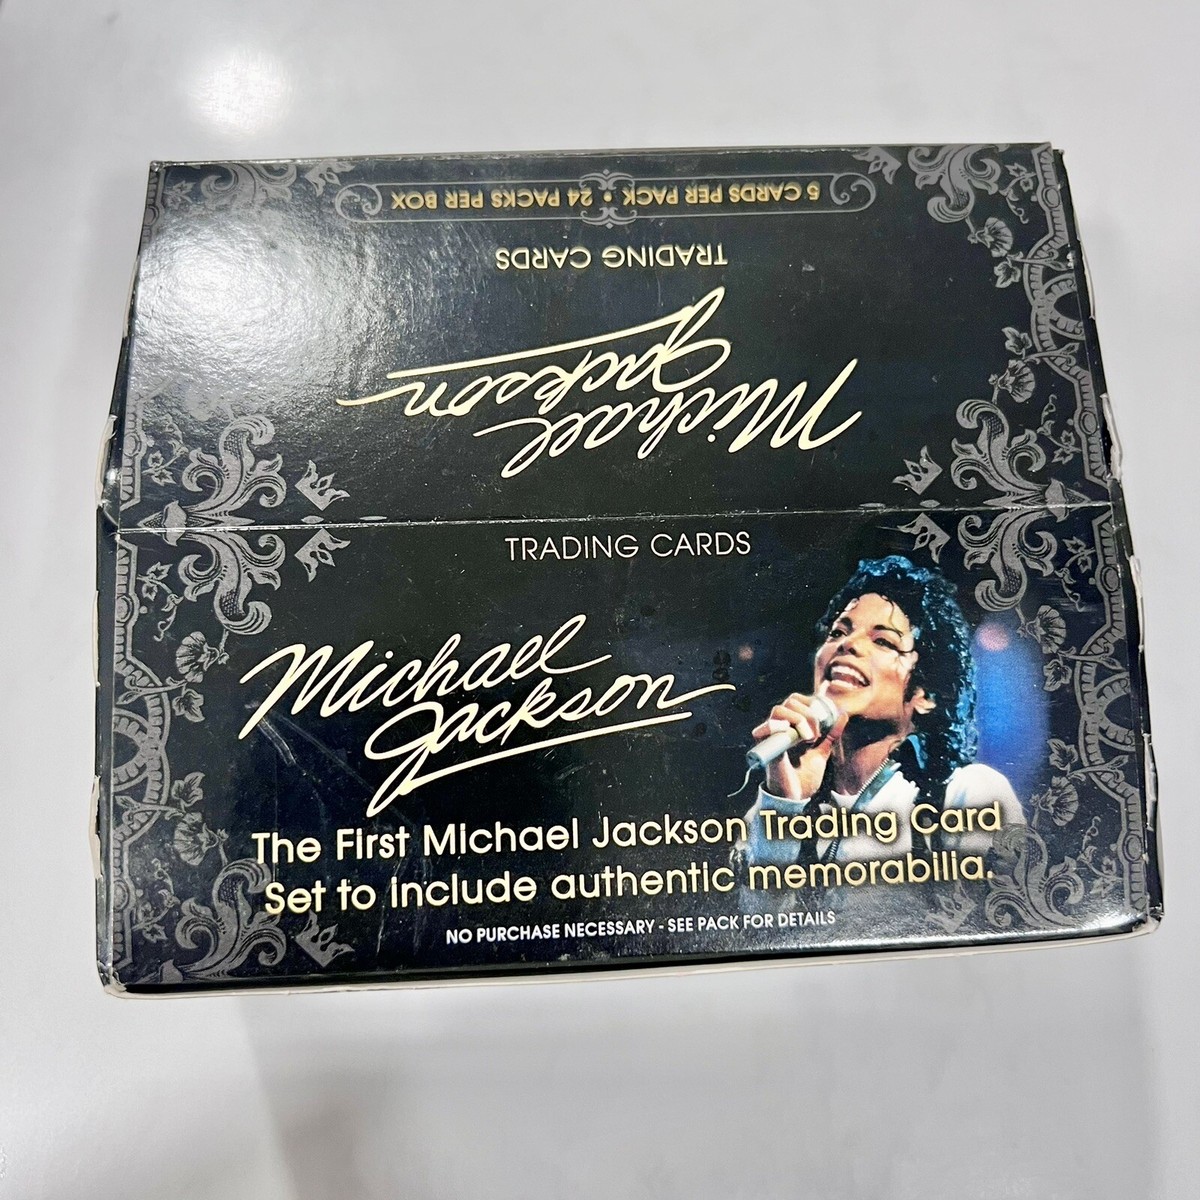 5 CARDS PER PACK • 24 PACKS PER BOX
TRADING CARDS
Michael
Jackson
TRADING CARDS
Michael
Jackson
The First Michael Jackson Trading Card
Set to include authentic memorabilia.
NO PURCHASE NECESSARY - SEE PACK FOR DETAILS